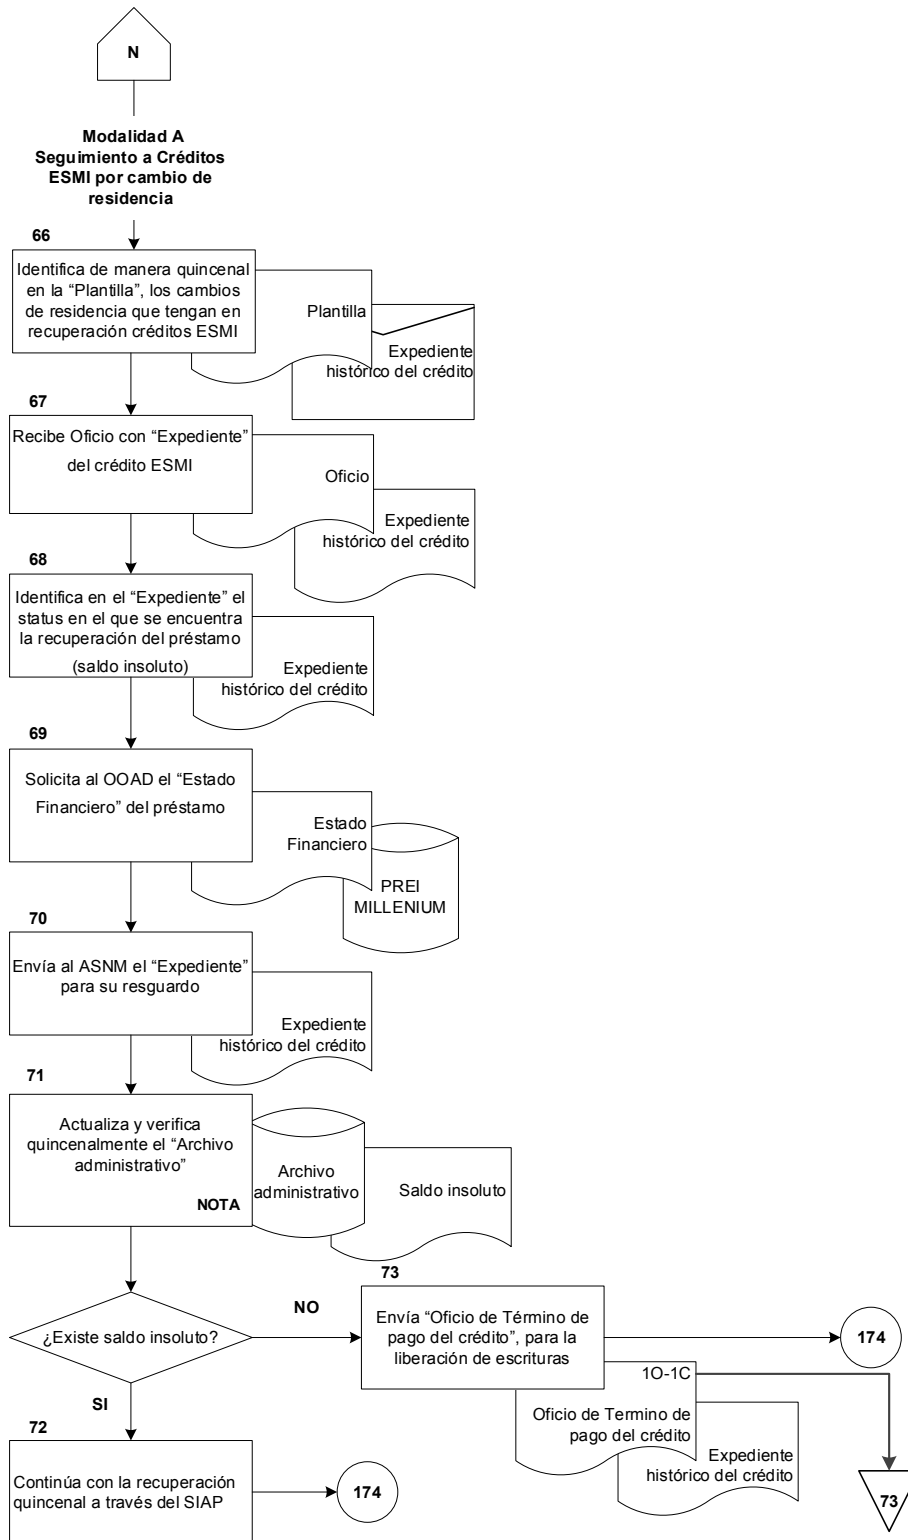 N
Modalidad A
Seguimiento a Créditos
ESMI por cambio de
residencia
66
Identifica de manera quincenal
en la “Plantilla”, los cambios
de residencia que tengan en
recuperación créditos ESMI
Plantilla
Expediente
histórico del crédito
67
Recibe Oficio con “Expediente”
del crédito ESMI
Oficio
Expediente
histórico del crédito
68
Identifica en el “Expediente” el
status en el que se encuentra
la recuperación del préstamo
(saldo insoluto)
Expediente
histórico del crédito
69
Solicita al OOAD el “Estado
Financiero” del préstamo
Estado
Financiero
PREI
MILLENIUM
70
Envía al ASNM el “Expediente”
para su resguardo
Expediente
histórico del crédito
71
Actualiza y verifica
quincenalmente el “Archivo
administrativo”
NOTA
Archivo
administrativo
Saldo insoluto
¿Existe saldo insoluto?
NO
73
Envía “Oficio de Término de
pago del crédito”, para la
liberación de escrituras
174
1O-1C
Oficio de Termino de
pago del crédito
Expediente
histórico del crédito
73
SI
72
Continúa con la recuperación
quincenal a través del SIAP
174